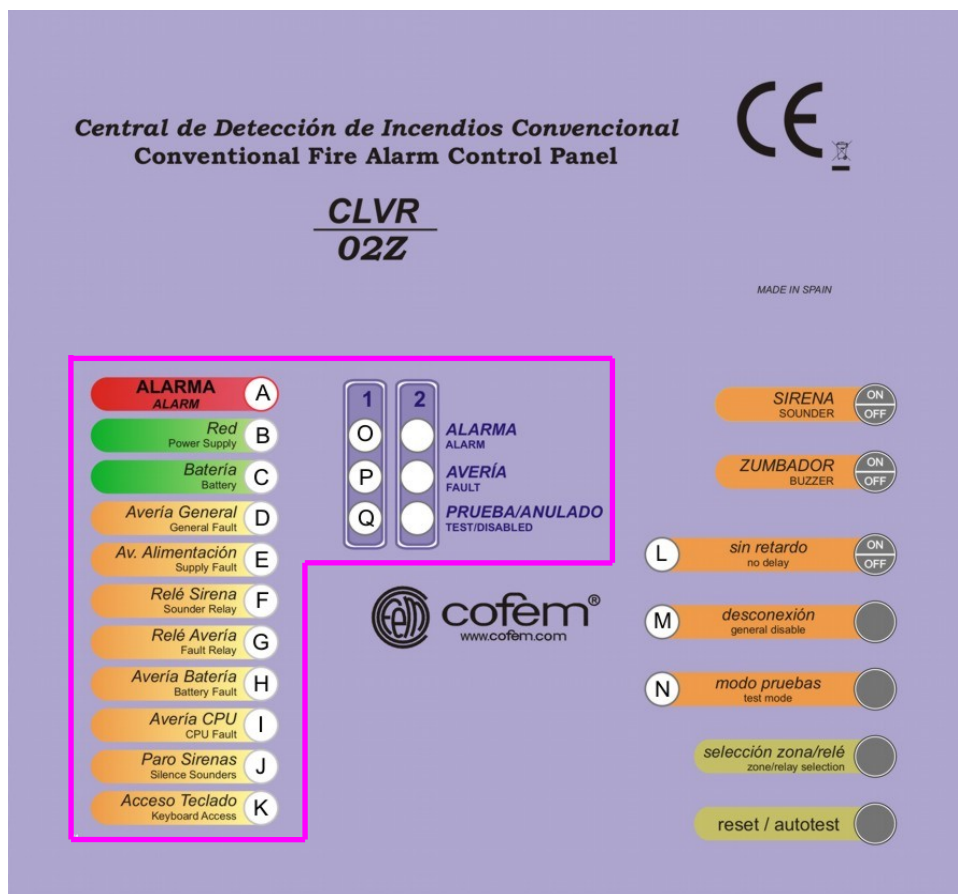 Central de Detección de Incendios Convencional
Conventional Fire Alarm Control Panel
CE
CLVR
02Z
MADE IN SPAIN
ALARMA
ALARM
A
Red
Power Supply
B
Batería
Battery
C
Avería General
General Fault
D
Av. Alimentación
Supply Fault
E
Relé Sirena
Sounder Relay
F
Relé Avería
Fault Relay
G
Avería Batería
Battery Fault
H
Avería CPU
CPU Fault
I
Paro Sirenas
Silence Sounders
J
Acceso Teclado
Keyboard Access
K
1 2
O
ALARMA
ALARM
P
AVERÍA
FAULT
Q
PRUEBA/ANULADO
TEST/DISABLED
cofem®
www.cofem.com
SIRENA
SOUNDER
ON
OFF
ZUMBADOR
BUZZER
ON
OFF
L
sin retardo
no delay
ON
OFF
M
desconexión
general disable
N
modo pruebas
test mode
selección zona/relé
zone/relay selection
reset / autotest